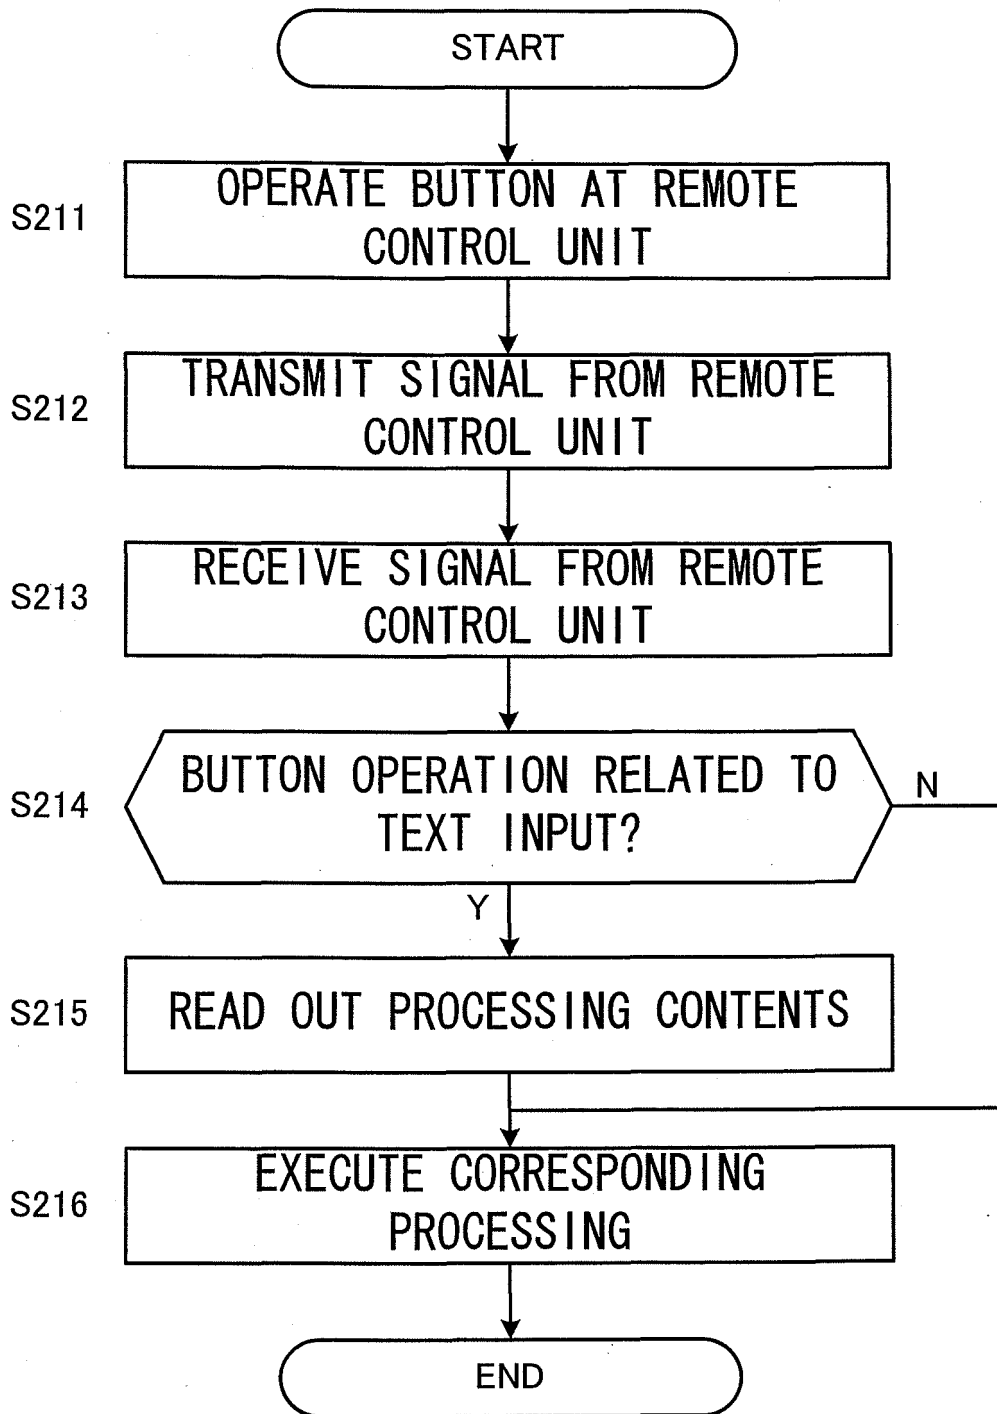 START
S211
OPERATE BUTTON AT REMOTE
CONTROL UNIT
S212
TRANSMIT SIGNAL FROM REMOTE
CONTROL UNIT
S213
RECEIVE SIGNAL FROM REMOTE
CONTROL UNIT
S214
BUTTON OPERATION RELATED TO
TEXT INPUT?
N
Y
S215
READ OUT PROCESSING CONTENTS
S216
EXECUTE CORRESPONDING
PROCESSING
END